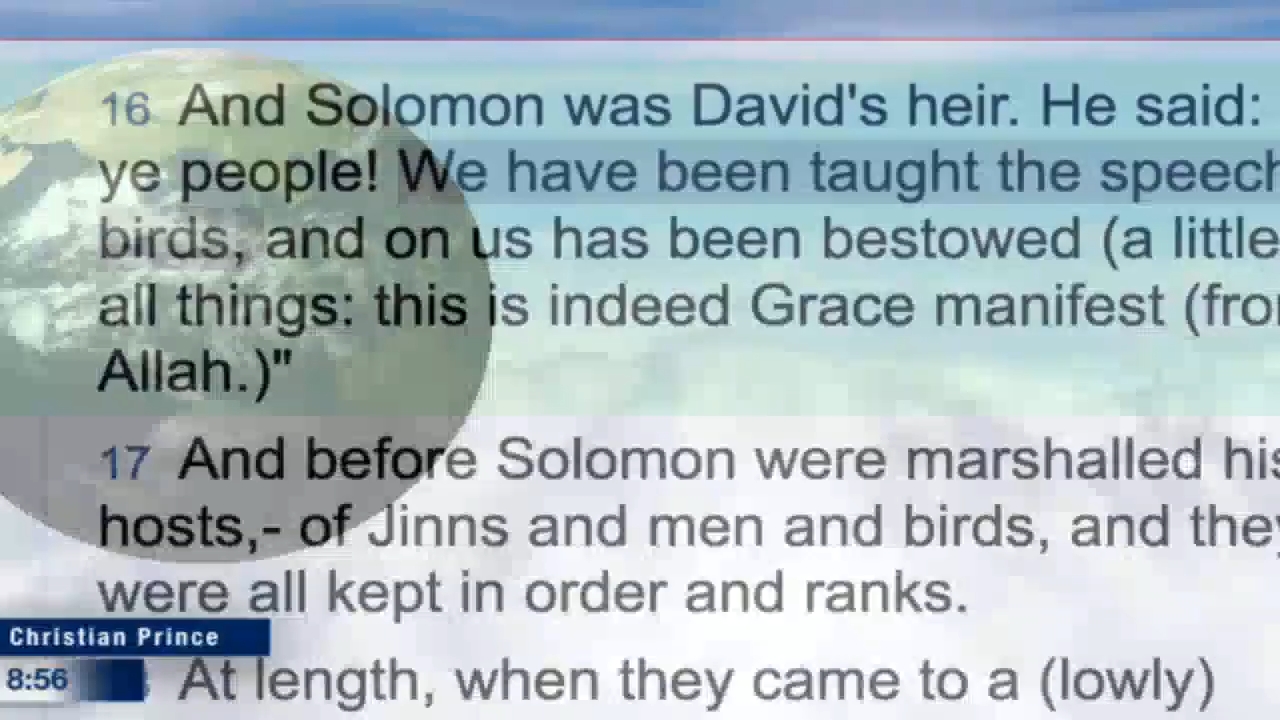 16 And Solomon was David's heir. He said:
ye people! We have been taught the speech
birds, and on us has been bestowed (a little
all things: this is indeed Grace manifest (from
Allah.)"
17 And before Solomon were marshalled his
hosts,- of Jinns and men and birds, and they
were all kept in order and ranks.
Christian Prince
8:56
At length, when they came to a (lowly)